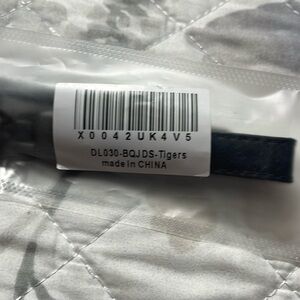 X0042UK4V5
DL030-BQJDS-Tigers
made in CHINA